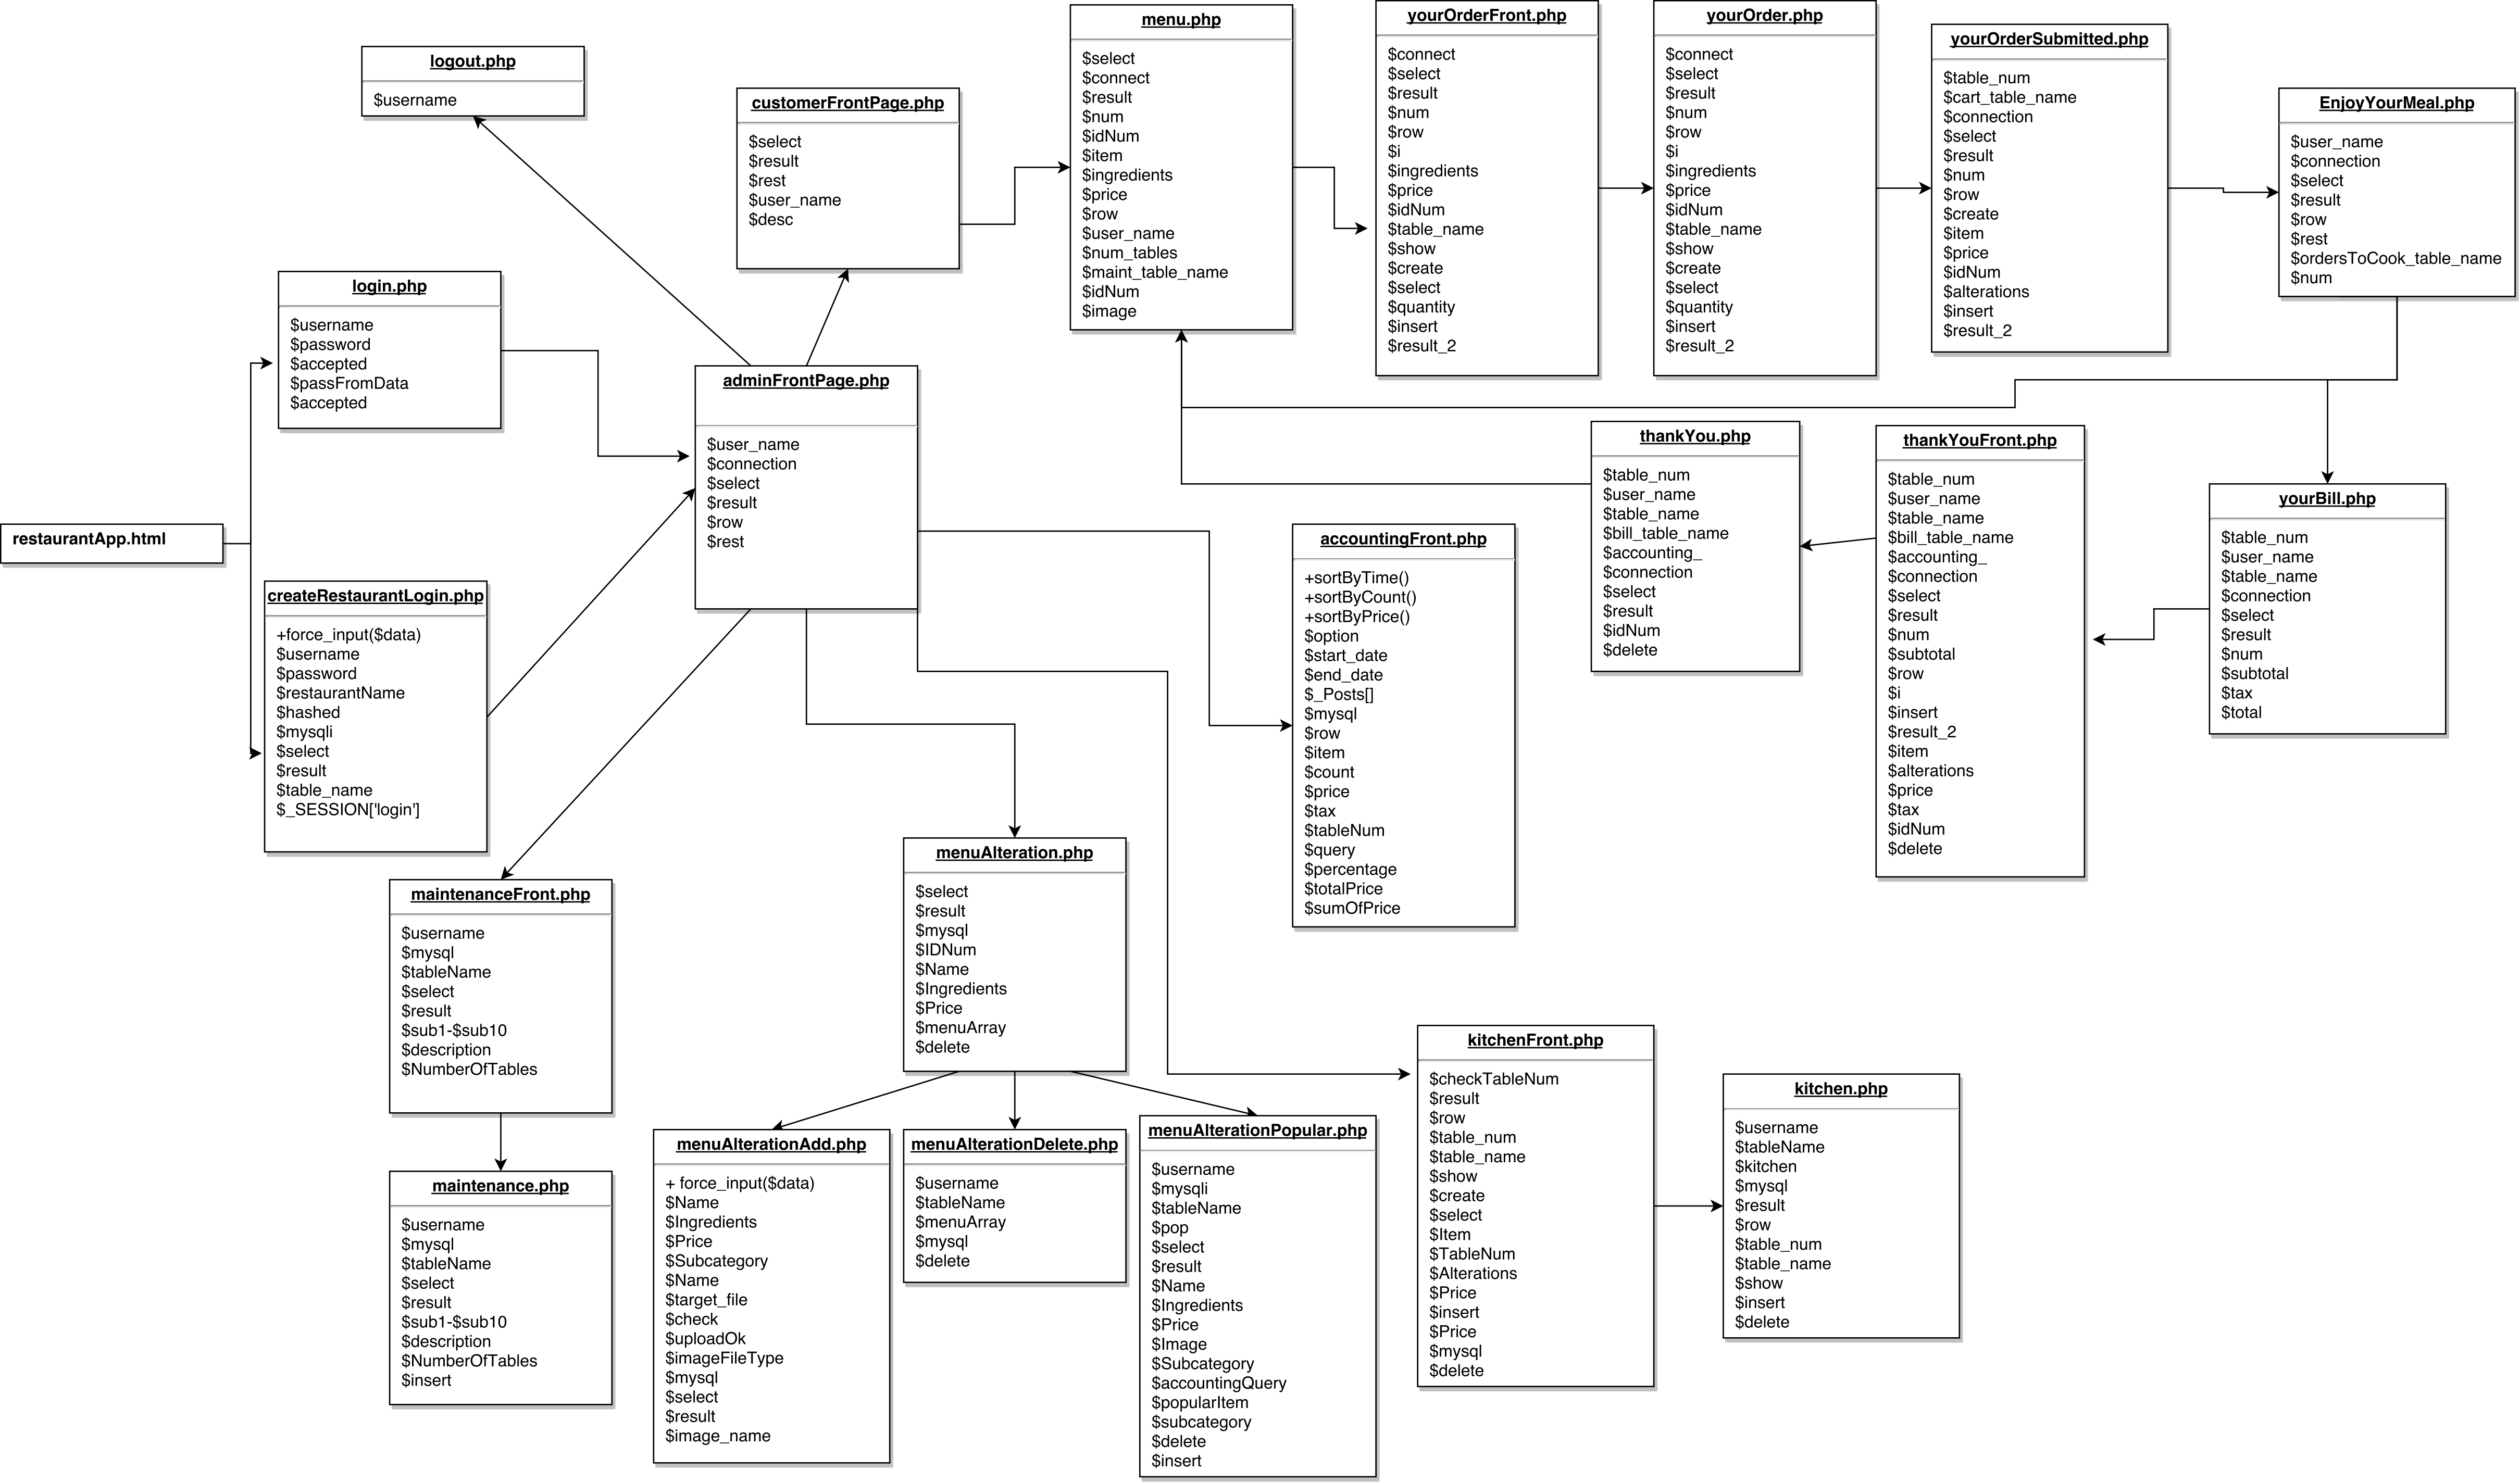 logout.php
$username
login.php
$username
$password
$accepted
$passFromData
$accepted
restaurantApp.html
createRestaurantLogin.php
+force_input($data)
$username
$password
$restaurantName
$hashed
$mysqli
$select
$result
$table_name
$_SESSION['login']
customerFrontPage.php
$select
$result
$rest
$user_name
$desc
adminFrontPage.php
$user_name
$connection
$select
$result
$row
$rest
menu.php
$select
$connect
$result
$num
$idNum
$item
$ingredients
$price
$row
$user_name
$num_tables
$maint_table_name
$idNum
$image
yourOrderFront.php
$connect
$select
$result
$num
$row
$i
$ingredients
$price
$idNum
$table_name
$show
$create
$select
$quantity
$insert
$result_2
yourOrder.php
$connect
$select
$result
$num
$row
$i
$ingredients
$price
$idNum
$table_name
$show
$create
$select
$quantity
$insert
$result_2
yourOrderSubmitted.php
$table_num
$cart_table_name
$connection
$select
$result
$num
$row
$create
$item
$price
$idNum
$alterations
$insert
$result_2
EnjoyYourMeal.php
$user_name
$connection
$select
$result
$row
$rest
$ordersToCook_table_name
$num
thankYou.php
$table_num
$user_name
$table_name
$bill_table_name
$accounting_
$connection
$select
$result
$idNum
$delete
thankYouFront.php
$table_num
$user_name
$table_name
$bill_table_name
$accounting_
$connection
$select
$result
$num
$subtotal
$row
$i
$insert
$result_2
$item
$alterations
$price
$tax
$idNum
$delete
yourBill.php
$table_num
$user_name
$table_name
$connection
$select
$result
$num
$subtotal
$tax
$total
accountingFront.php
+sortByTime()
+sortByCount()
+sortByPrice()
$option
$start_date
$end_date
$_Posts[]
$mysql
$row
$item
$count
$price
$tax
$tableNum
$query
$percentage
$totalPrice
$sumOfPrice
maintenanceFront.php
$username
$mysql
$tableName
$select
$result
$sub1-$sub10
$description
$NumberOfTables
maintenance.php
$username
$mysql
$tableName
$select
$result
$sub1-$sub10
$description
$NumberOfTables
$insert
menuAlteration.php
$select
$result
$mysql
$IDNum
$Name
$Ingredients
$Price
$menuArray
$delete
menuAlterationAdd.php
+ force_input($data)
$Name
$Ingredients
$Price
$Subcategory
$Name
$target_file
$check
$uploadOk
$imageFileType
$mysql
$select
$result
$image_name
menuAlterationDelete.php
$username
$tableName
$menuArray
$mysql
$delete
menuAlterationPopular.php
$username
$mysqli
$tableName
$pop
$select
$result
$Name
$Ingredients
$Price
$Image
$Subcategory
$accountingQuery
$popularItem
$subcategory
$delete
$insert
kitchenFront.php
$checkTableNum
$result
$row
$table_num
$table_name
$show
$create
$select
$Item
$TableNum
$Alterations
$Price
$insert
$Price
$mysql
$delete
kitchen.php
$username
$tableName
$kitchen
$mysql
$result
$row
$table_num
$table_name
$show
$insert
$delete